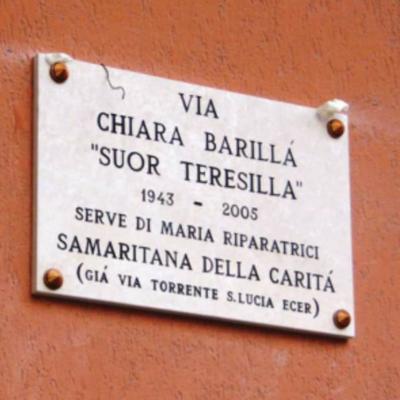 VIA
CHIARA BARILLÁ
"SUOR TERESILLA"
1943 - 2005
SERVE DI MARIA RIPARATRICI
SAMARITANA DELLA CARITÁ
(GIÁ VIA TORRENTE S.LUCIA ECER)